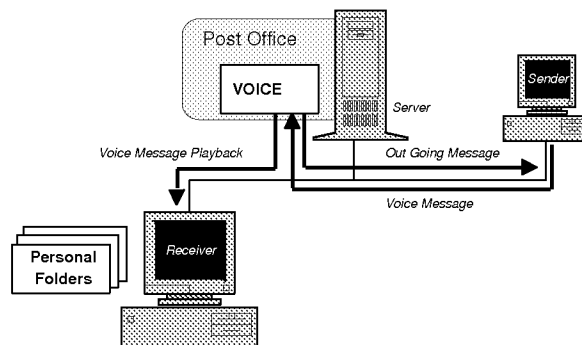 Post Office
VOICE
Sender
Server
Voice Message Playback
Out Going Message
Voice Message
Receiver
Personal
Folders